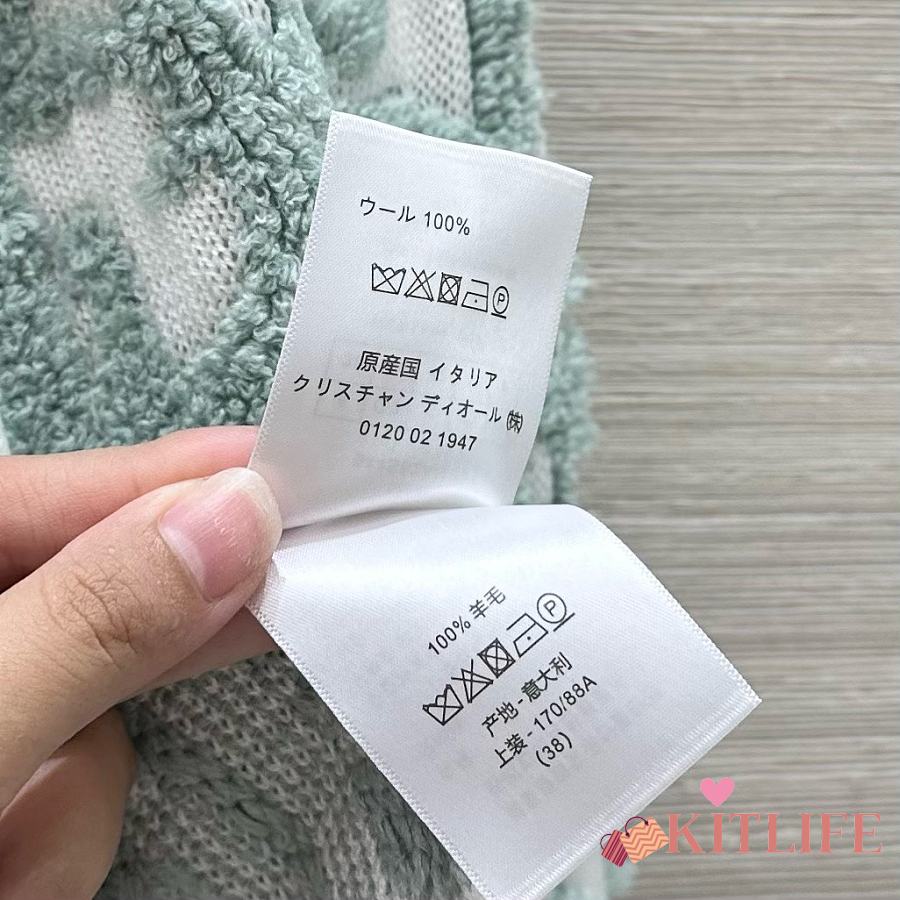 ウール 100%
P
原産国 イタリア
クリスチャン ディオール ㈱
0120 02 1947
100% 羊毛
P
产地 - 意大利
上装 - 170/88A
(38)
KITLIFE